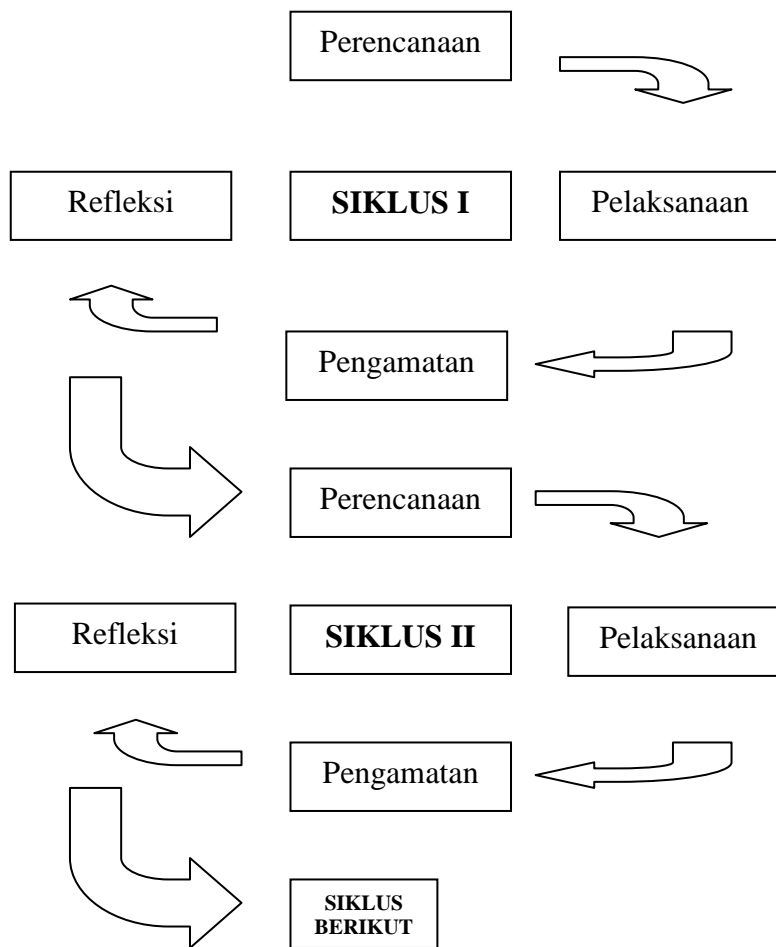 Perencanaan
Refleksi
SIKLUS I
Pelaksanaan
Pengamatan
Perencanaan
Refleksi
SIKLUS II
Pelaksanaan
Pengamatan
SIKLUS
BERIKUT